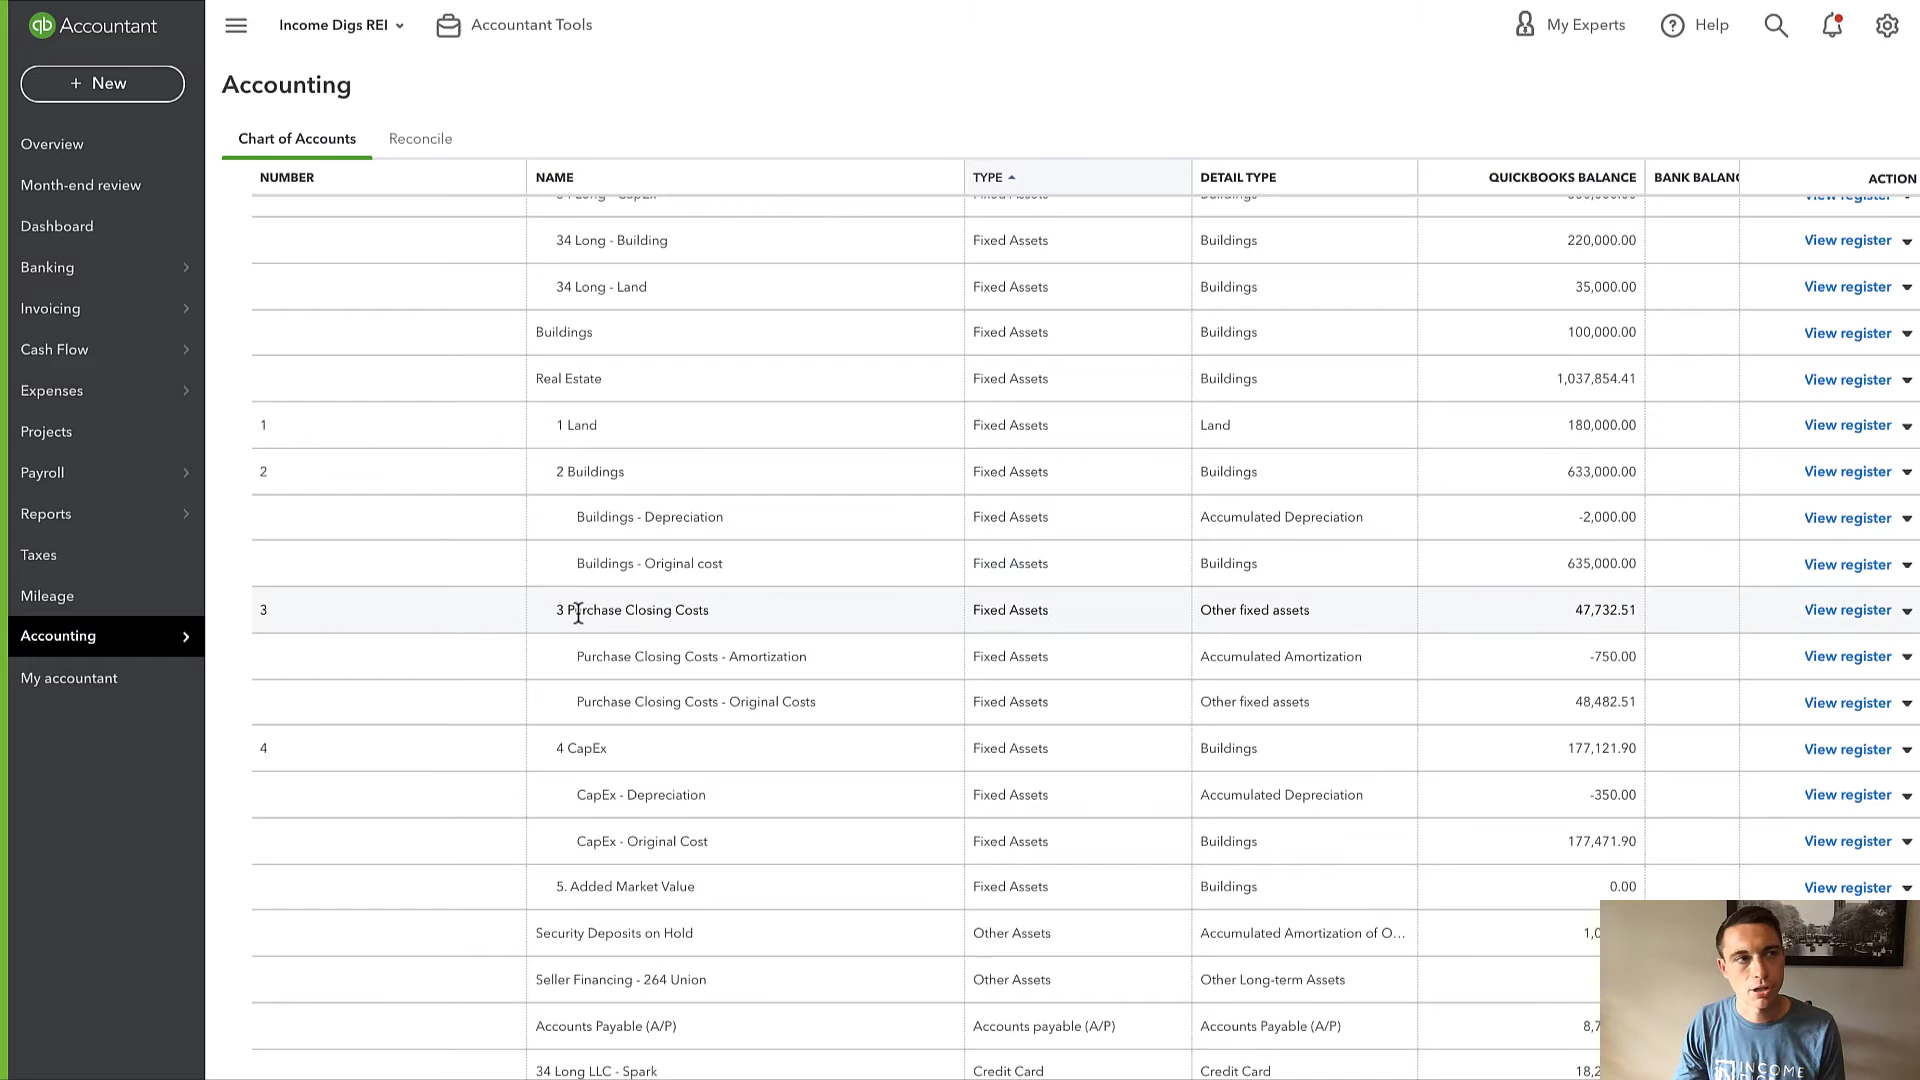 qb Accountant
Income Digs REI
Accountant Tools
My Experts
Help
+ New
Accounting
Overview
Month-end review
Dashboard
Banking
Invoicing
Cash Flow
Expenses
Projects
Payroll
Reports
Taxes
Mileage
Accounting
My accountant
Chart of Accounts Reconcile
NUMBER NAME TYPE DETAIL TYPE QUICKBOOKS BALANCE BANK BALANC ACTION
34 Long - Building Fixed Assets Buildings 220,000.00 View register
34 Long - Land Fixed Assets Buildings 35,000.00 View register
Buildings Fixed Assets Buildings 100,000.00 View register
Real Estate Fixed Assets Buildings 1,037,854.41 View register
1 1 Land Fixed Assets Land 180,000.00 View register
2 2 Buildings Fixed Assets Buildings 633,000.00 View register
Buildings - Depreciation Fixed Assets Accumulated Depreciation -2,000.00 View register
Buildings - Original cost Fixed Assets Buildings 635,000.00 View register
3 3 Purchase Closing Costs Fixed Assets Other fixed assets 47,732.51 View register
Purchase Closing Costs - Amortization Fixed Assets Accumulated Amortization -750.00 View register
Purchase Closing Costs - Original Costs Fixed Assets Other fixed assets 48,482.51 View register
4 4 CapEx Fixed Assets Buildings 177,121.90 View register
CapEx - Depreciation Fixed Assets Accumulated Depreciation -350.00 View register
CapEx - Original Cost Fixed Assets Buildings 177,471.90 View register
5. Added Market Value Fixed Assets Buildings 0.00 View register
Security Deposits on Hold Other Assets Accumulated Amortization of O... 1,0
Seller Financing - 264 Union Other Assets Other Long-term Assets
Accounts Payable (A/P) Accounts payable (A/P) Accounts Payable (A/P) 8,7
34 Long LLC - Spark Credit Card Credit Card 18,2
INCOME